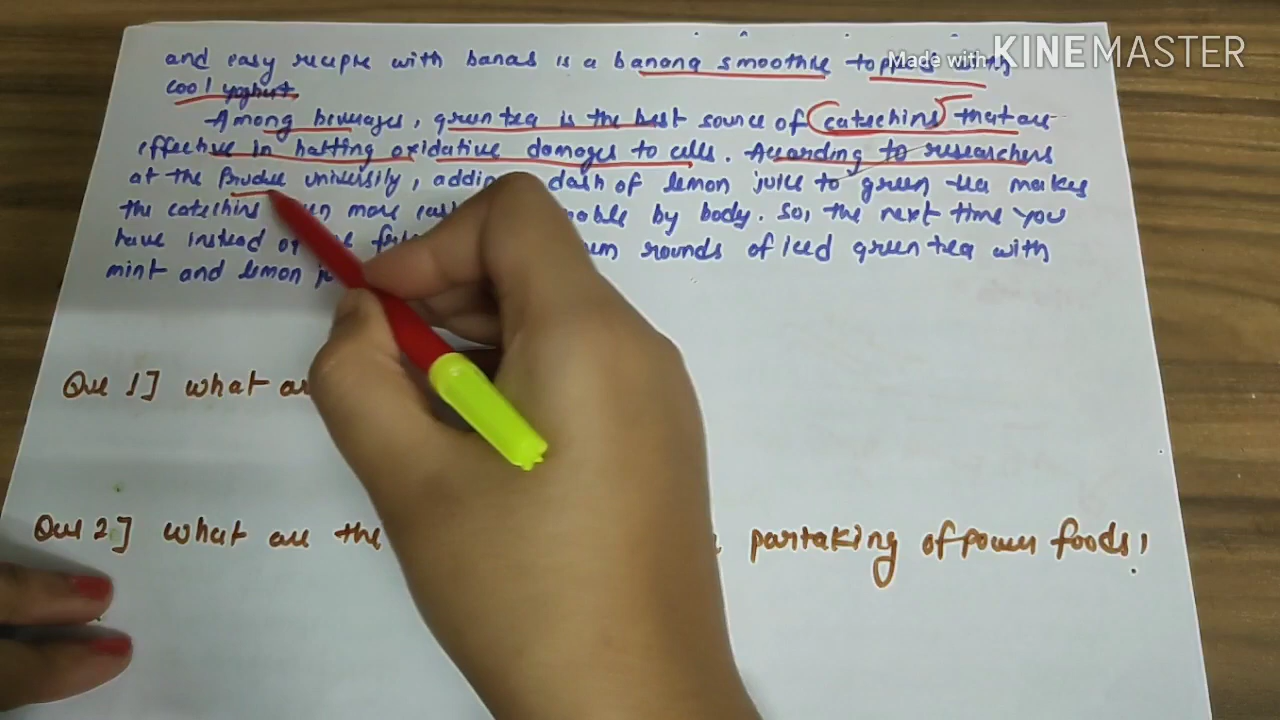 and easy reciple with banas is a banana smoothie toppled with
cool yoghurt.
Among beverages, green tea is the best source of catechins that are
effective in halting oxidative damages to cells. According to researchers
at the Prudue university, adding dash of lemon juice to green tea makes
the catechins more by body. So, the next time you
have instead of rounds of Iced green tea with
mint and lemon
Que 1] what
Que 2] what are the partaking of power foods!
Made with KINEMASTER